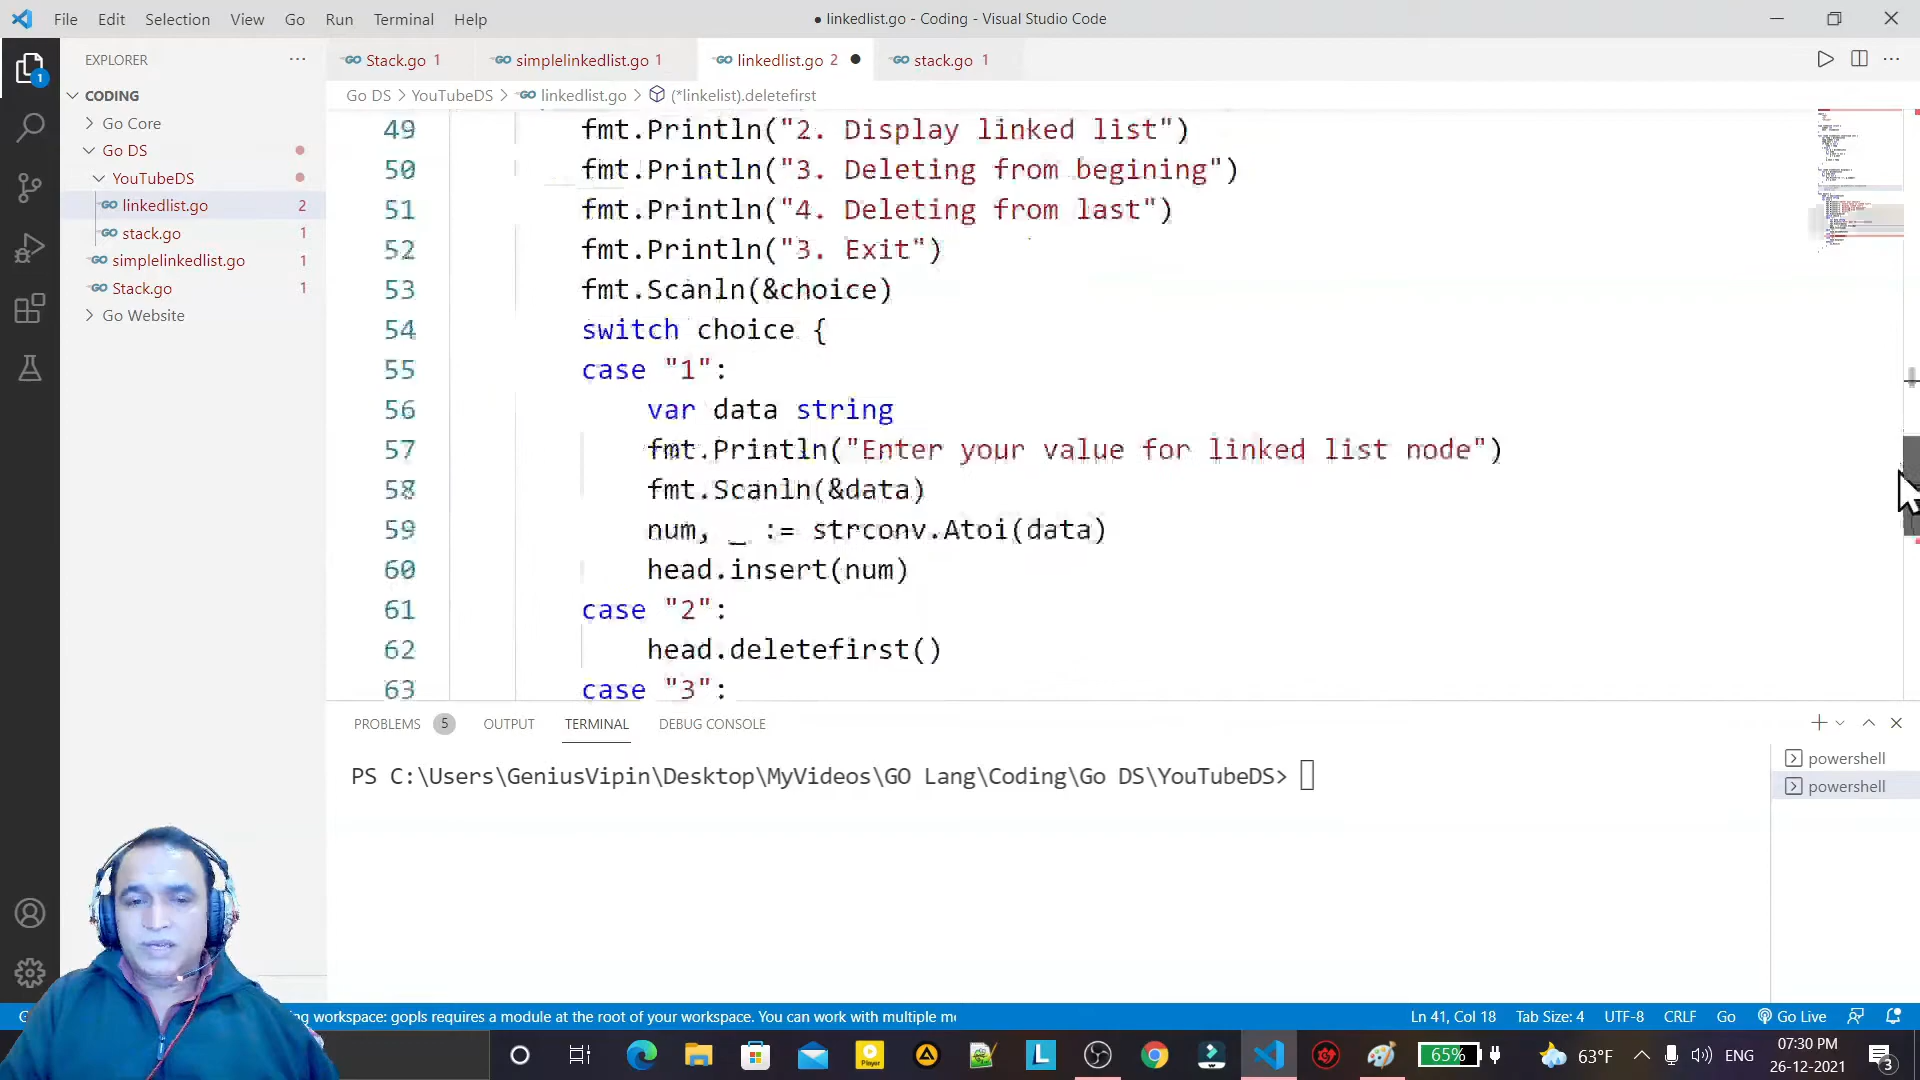 File Edit Selection View Go Run Terminal Help
● linkedlist.go - Coding - Visual Studio Code
EXPLORER
Stack.go 1
simplelinkedlist.go 1
linkedlist.go 2
stack.go 1
CODING
Go DS > YouTubeDS > linkedlist.go > (*linkelist).deletefirst
Go Core
Go DS
YouTubeDS
linkedlist.go 2
stack.go 1
simplelinkedlist.go 1
Stack.go 1
Go Website
1
49 fmt.Println("2. Display linked list")
50 fmt.Println("3. Deleting from begining")
51 fmt.Println("4. Deleting from last")
52 fmt.Println("3. Exit")
53 fmt.Scanln(&choice)
54 switch choice {
55 case "1":
56 var data string
57 fmt.Println("Enter your value for linked list node")
58 fmt.Scanln(&data)
59 num, _ := strconv.Atoi(data)
60 head.insert(num)
61 case "2":
62 head.deletefirst()
63 case "3":
PROBLEMS 5 OUTPUT TERMINAL DEBUG CONSOLE
PS C:\Users\GeniusVipin\Desktop\MyVideos\GO Lang\Coding\Go DS\YouTubeDS>
powershell
powershell
ng workspace: gopls requires a module at the root of your workspace. You can work with multiple mo
Ln 41, Col 18 Tab Size: 4 UTF-8 CRLF Go Go Live
65% 63°F ENG
07:30 PM
26-12-2021
3